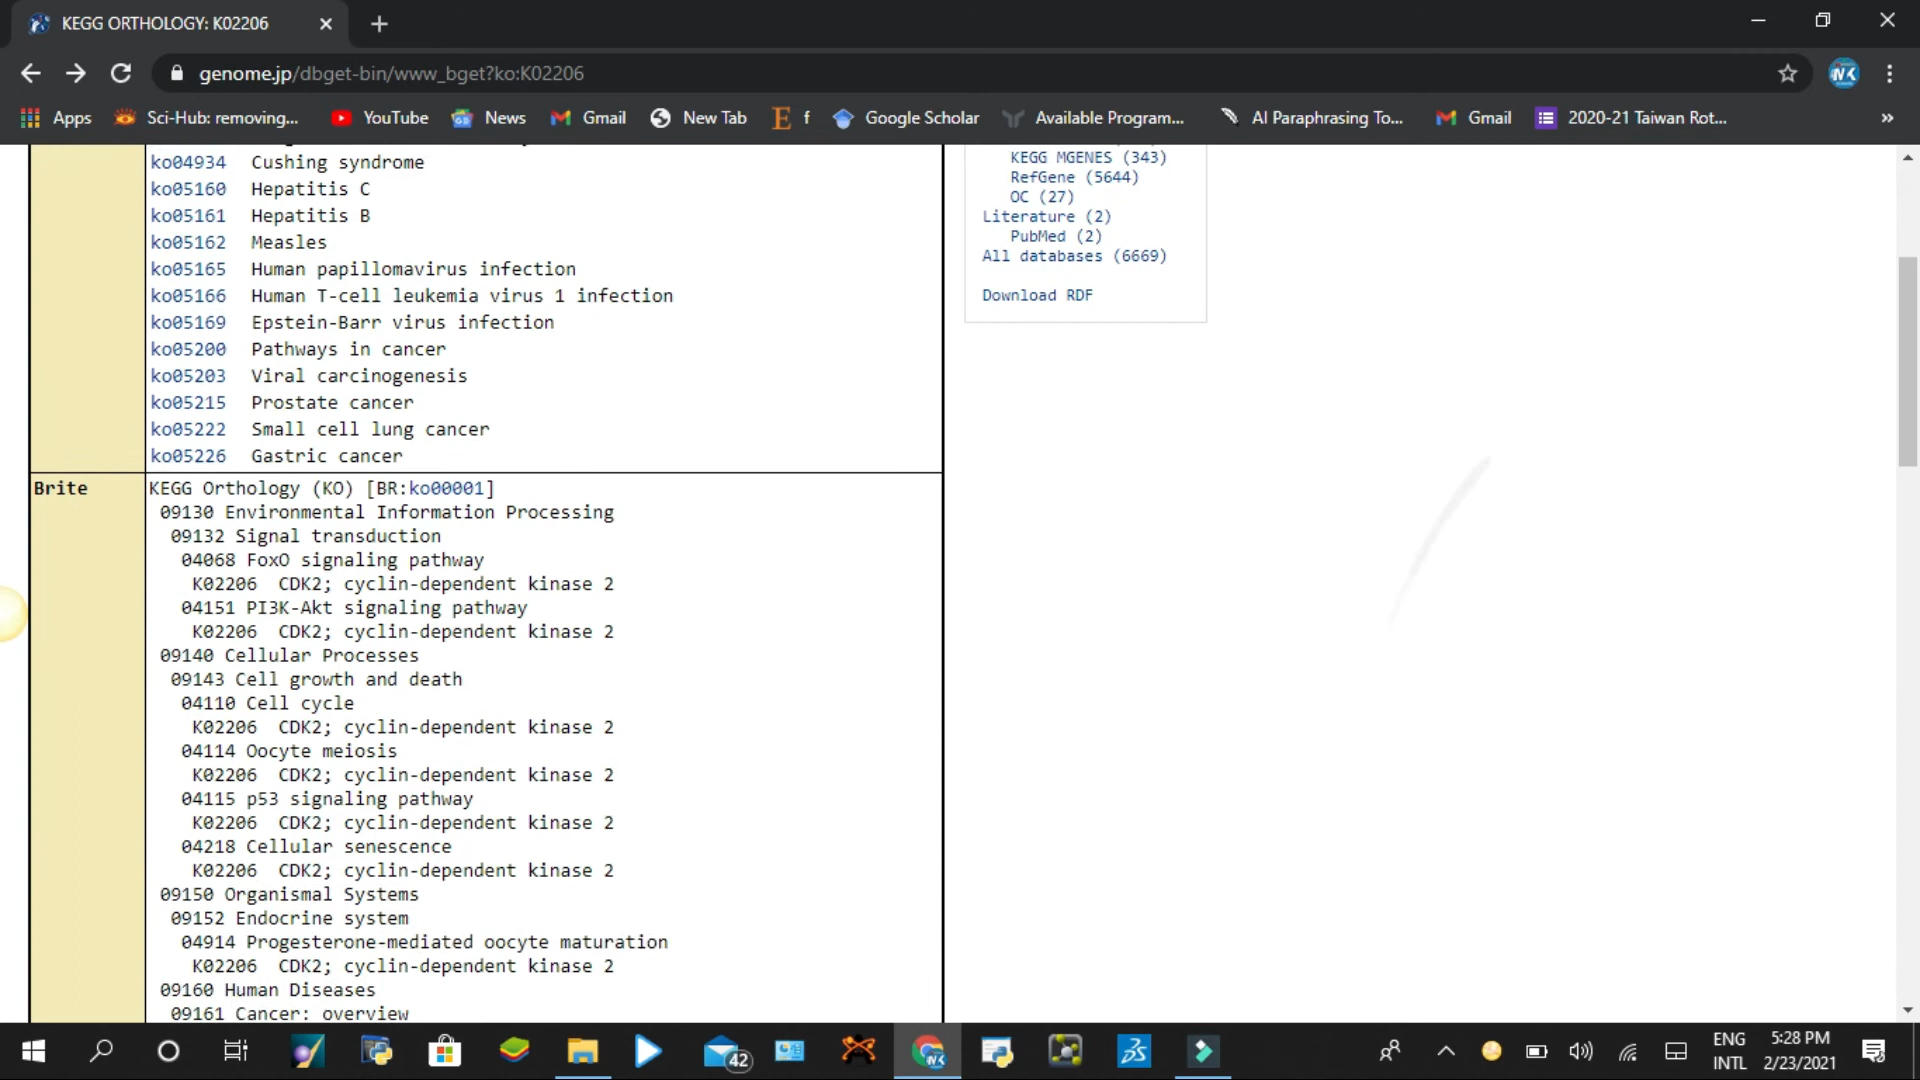 KEGG ORTHOLOGY: K02206
genome.jp/dbget-bin/www_bget?ko:K02206
Apps
Sci-Hub: removing...
YouTube
News
Gmail
New Tab
f
Google Scholar
Available Program...
AI Paraphrasing To...
Gmail
2020-21 Taiwan Rot...
»
ko04934 Cushing syndrome
ko05160 Hepatitis C
ko05161 Hepatitis B
ko05162 Measles
ko05165 Human papillomavirus infection
ko05166 Human T-cell leukemia virus 1 infection
ko05169 Epstein-Barr virus infection
ko05200 Pathways in cancer
ko05203 Viral carcinogenesis
ko05215 Prostate cancer
ko05222 Small cell lung cancer
ko05226 Gastric cancer
Brite
KEGG Orthology (KO) [BR:ko00001]
09130 Environmental Information Processing
09132 Signal transduction
04068 FoxO signaling pathway
K02206 CDK2; cyclin-dependent kinase 2
04151 PI3K-Akt signaling pathway
K02206 CDK2; cyclin-dependent kinase 2
09140 Cellular Processes
09143 Cell growth and death
04110 Cell cycle
K02206 CDK2; cyclin-dependent kinase 2
04114 Oocyte meiosis
K02206 CDK2; cyclin-dependent kinase 2
04115 p53 signaling pathway
K02206 CDK2; cyclin-dependent kinase 2
04218 Cellular senescence
K02206 CDK2; cyclin-dependent kinase 2
09150 Organismal Systems
09152 Endocrine system
04914 Progesterone-mediated oocyte maturation
K02206 CDK2; cyclin-dependent kinase 2
09160 Human Diseases
09161 Cancer: overview
KEGG MGENES (343)
RefGene (5644)
OC (27)
Literature (2)
PubMed (2)
All databases (6669)
Download RDF
42
ENG
INTL
5:28 PM
2/23/2021